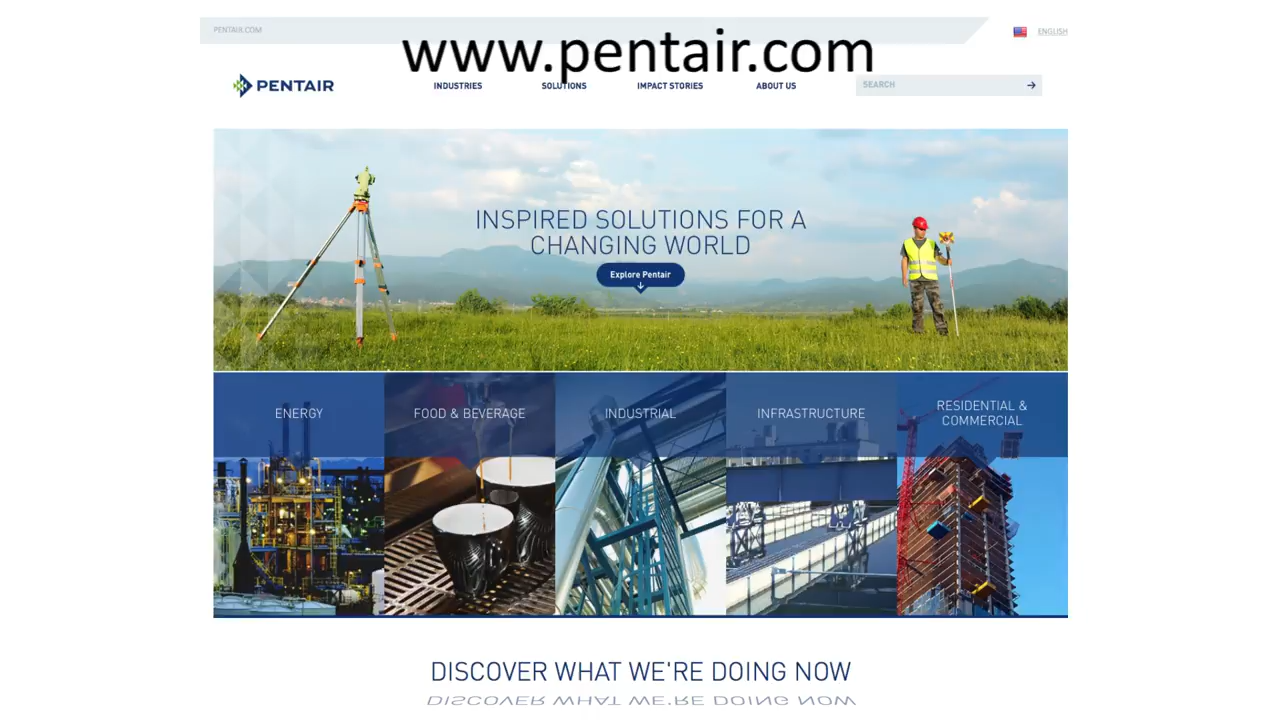 PENTAIR.COM
ENGLISH
www.pentair.com
PENTAIR
INDUSTRIES
SOLUTIONS
IMPACT STORIES
ABOUT US
SEARCH
INSPIRED SOLUTIONS FOR A
CHANGING WORLD
Explore Pentair
ENERGY
FOOD & BEVERAGE
INDUSTRIAL
INFRASTRUCTURE
RESIDENTIAL &
COMMERCIAL
DISCOVER WHAT WE'RE DOING NOW